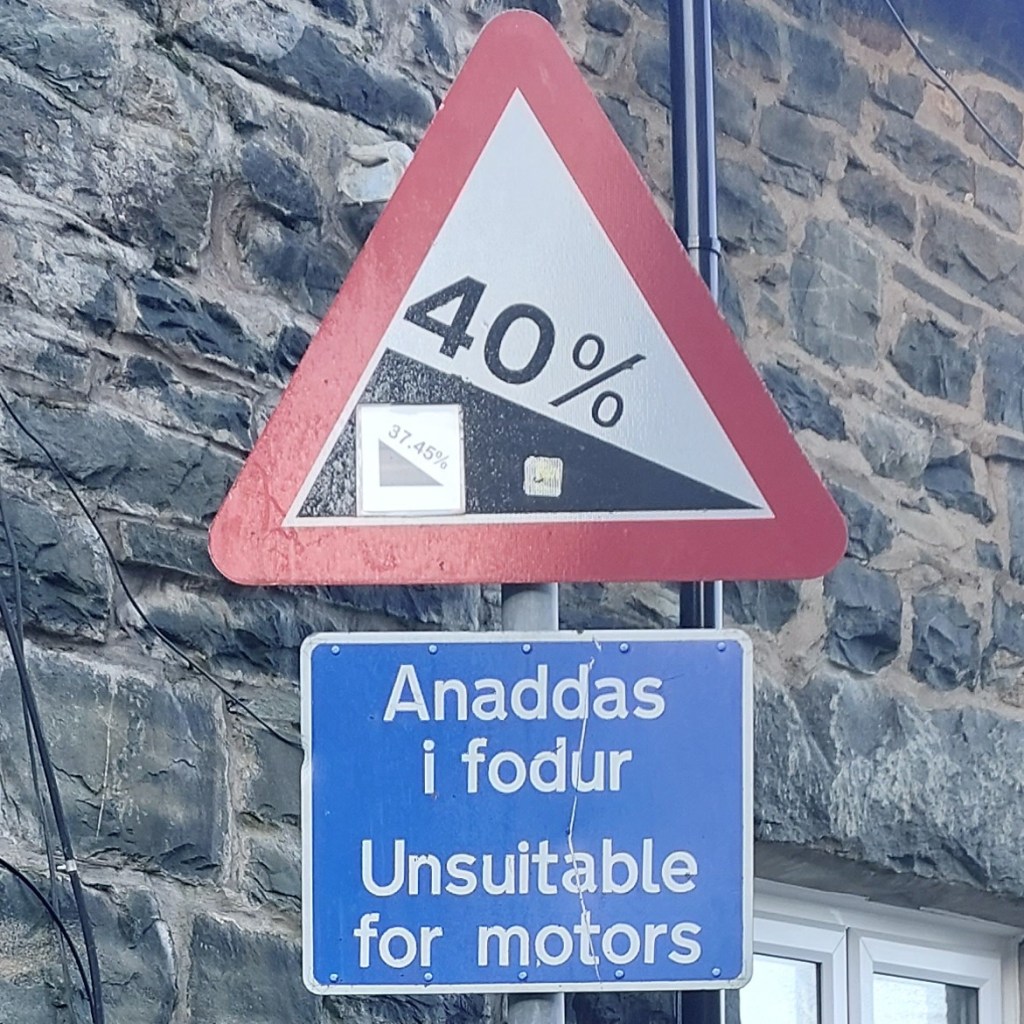 40%
37.45%
Anaddas
i fodur
Unsuitable
for motors